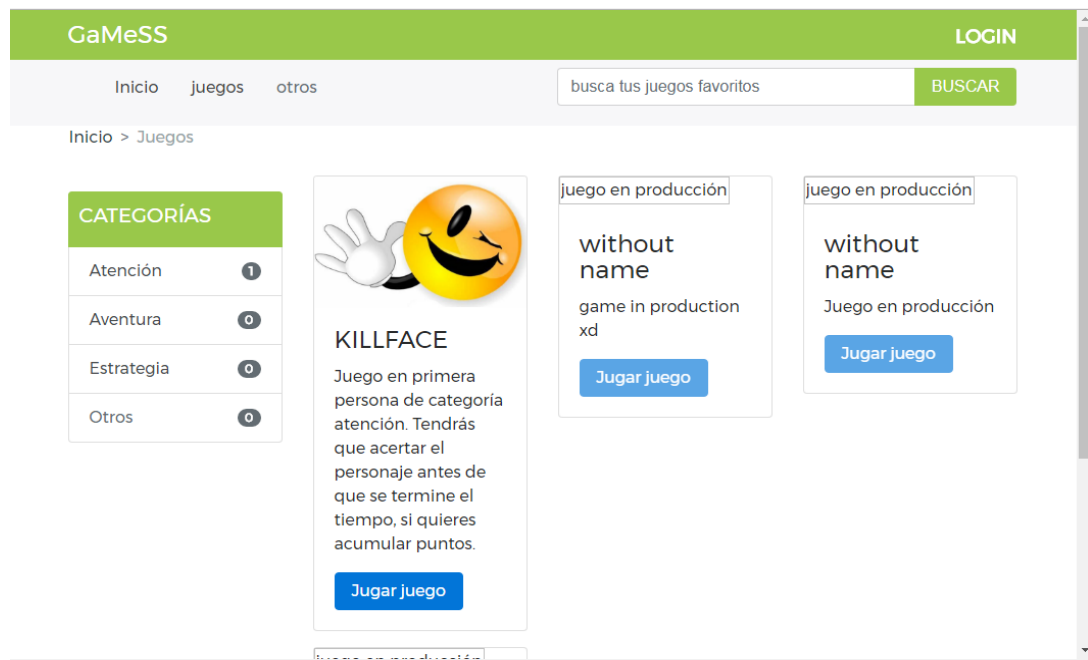 GaMeSS
LOGIN
Inicio juegos otros
busca tus juegos favoritos
BUSCAR
Inicio > Juegos
CATEGORÍAS
Atención 1
Aventura 0
Estrategia 0
Otros 0
KILLFACE
Juego en primera
persona de categoría
atención. Tendrás
que acertar el
personaje antes de
que se termine el
tiempo, si quieres
acumular puntos.
Jugar juego
juego en producción
without
name
game in production
xd
Jugar juego
juego en producción
without
name
Juego en producción
Jugar juego
juego en producción